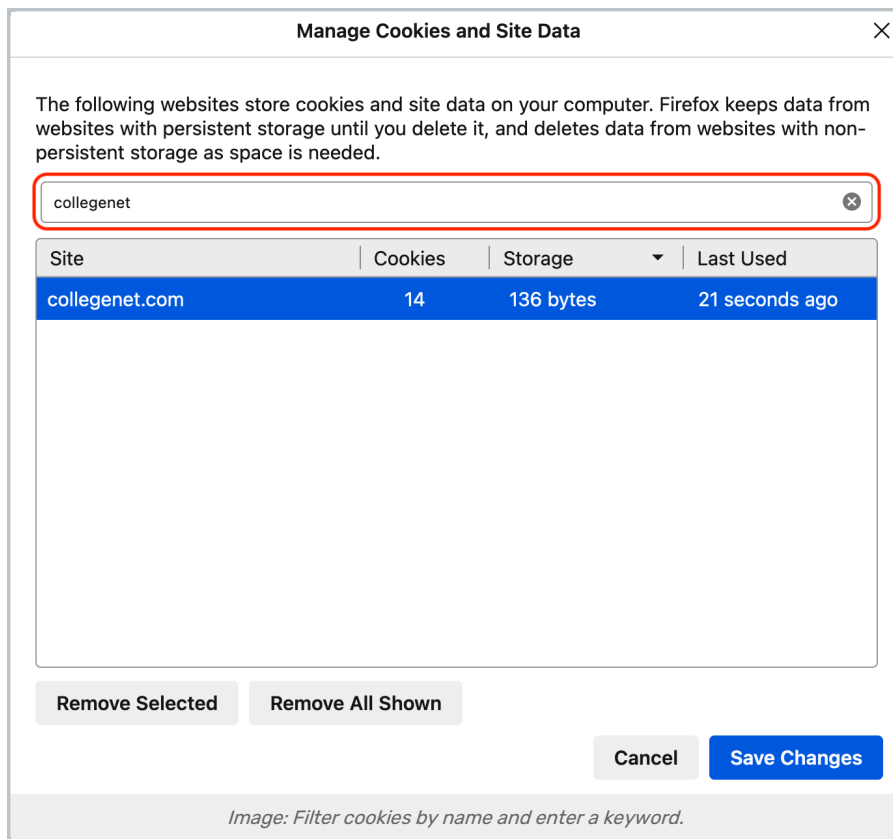 Manage Cookies and Site Data
The following websites store cookies and site data on your computer. Firefox keeps data from
websites with persistent storage until you delete it, and deletes data from websites with non-
persistent storage as space is needed.
collegenet
Site Cookies Storage Last Used
collegenet.com 14 136 bytes 21 seconds ago
Remove Selected Remove All Shown
Cancel Save Changes
Image: Filter cookies by name and enter a keyword.